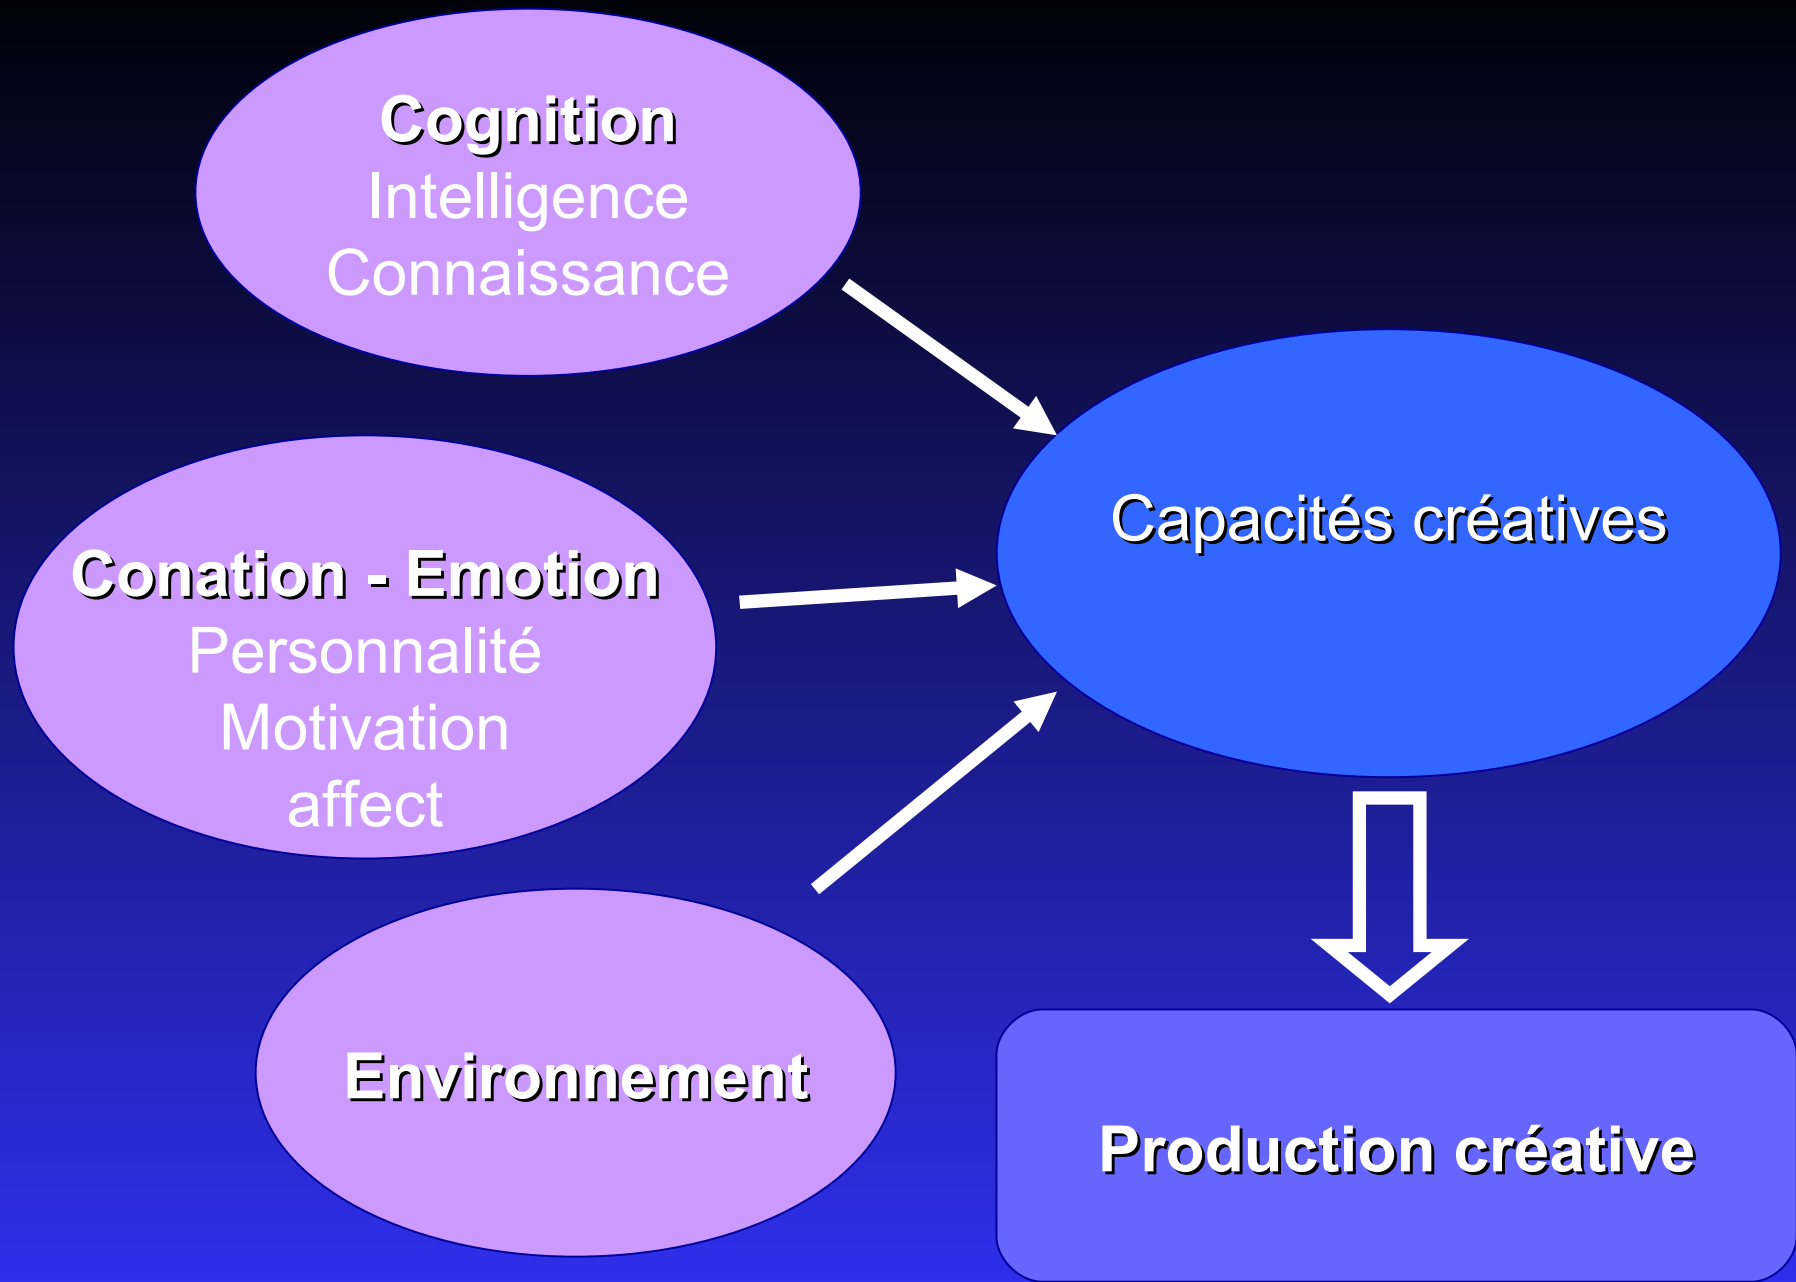 Cognition
Intelligence
Connaissance
Capacités créatives
Conation - Emotion
Personnalité
Motivation
affect
Environnement
Production créative